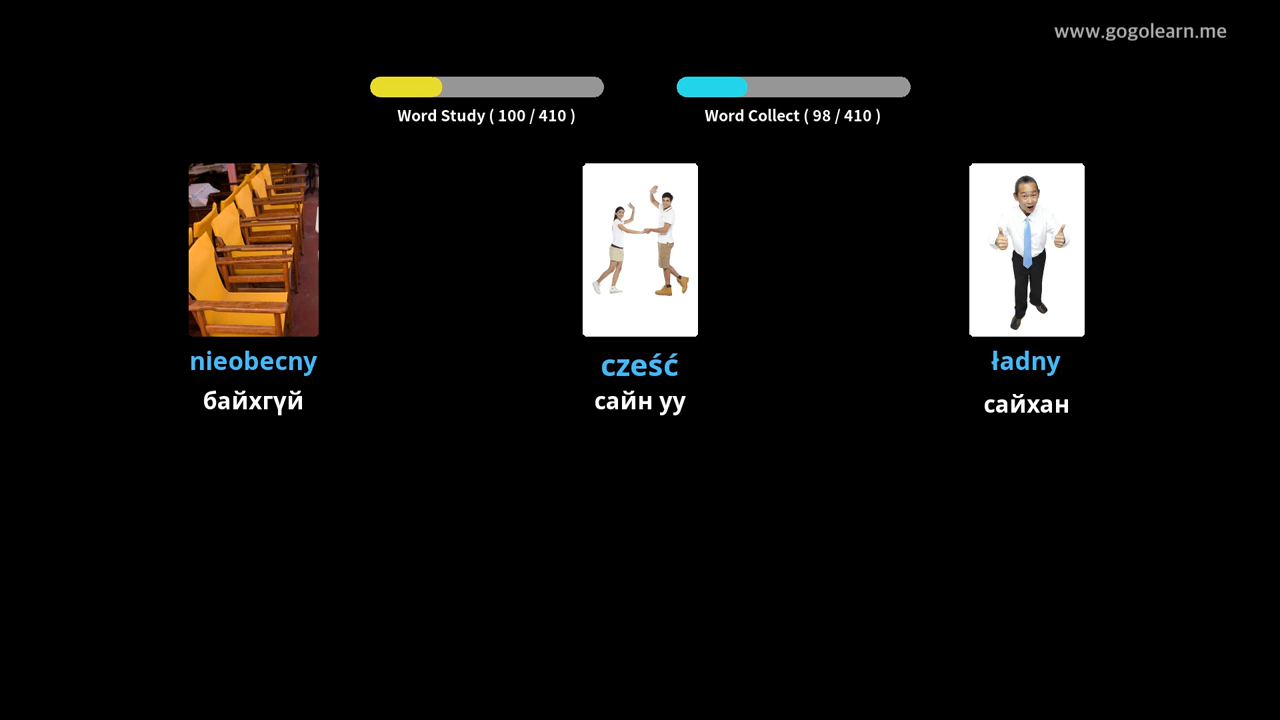 www.gogolearn.me
Word Study ( 100 / 410 )
Word Collect ( 98 / 410 )
nieobecny
байхгүй
cześć
сайн уу
ładny
сайхан